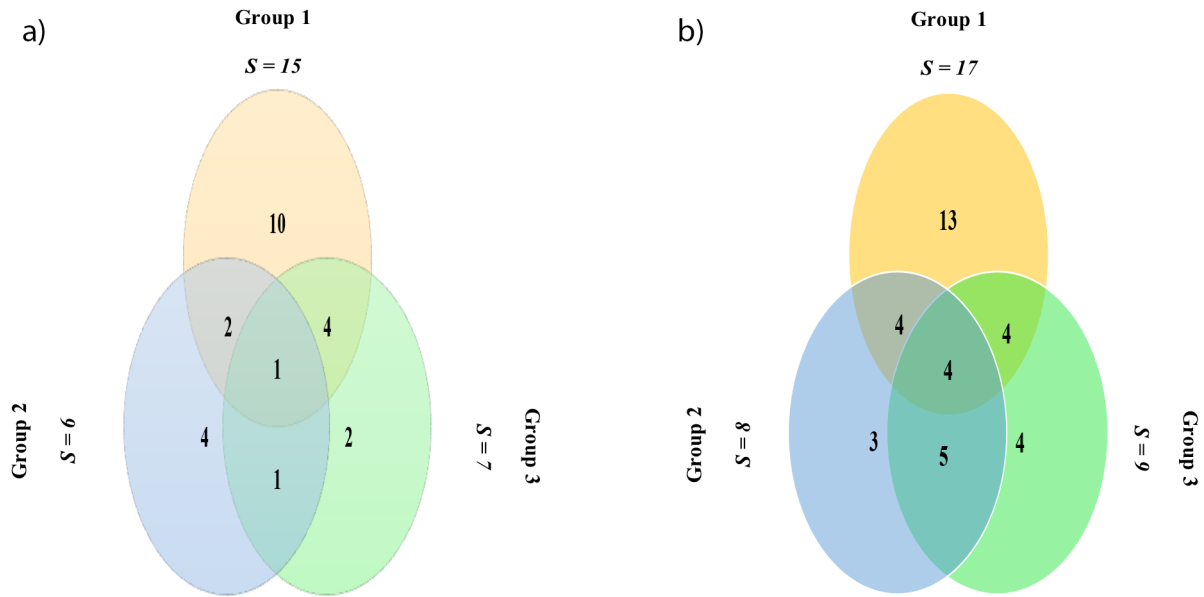 a)
Group 1
S = 15
10
2
4
1
4
2
1
Group 2
S = 6
Group 3
S = 7
b)
Group 1
S = 17
13
4
4
4
3
5
4
Group 2
S = 8
Group 3
S = 9